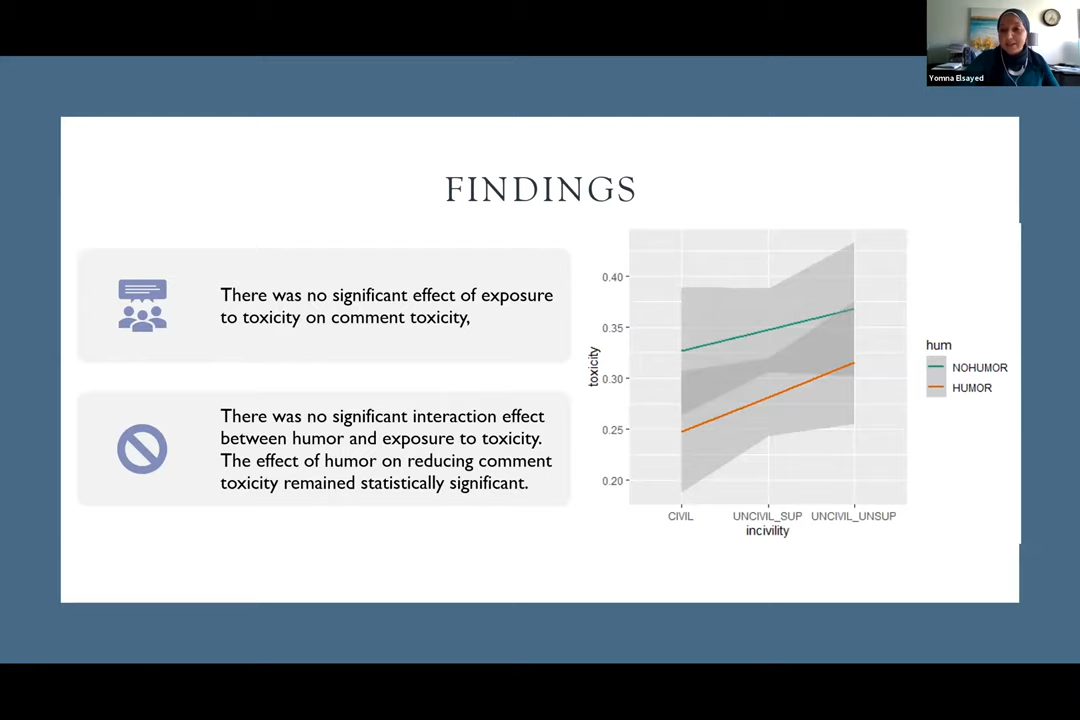 Yomna Elsayed
FINDINGS
There was no significant effect of exposure
to toxicity on comment toxicity,
There was no significant interaction effect
between humor and exposure to toxicity.
The effect of humor on reducing comment
toxicity remained statistically significant.
toxicity
0.40
0.35
0.30
0.25
0.20
CIVIL UNCIVIL_SUP UNCIVIL_UNSUP
incivility
hum
NOHUMOR
HUMOR